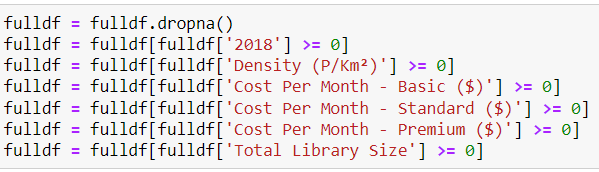 fulldf = fulldf.dropna()
fulldf = fulldf[fulldf['2018'] >= 0]
fulldf = fulldf[fulldf['Density (P/Km²)'] >= 0]
fulldf = fulldf[fulldf['Cost Per Month - Basic ($)'] >= 0]
fulldf = fulldf[fulldf['Cost Per Month - Standard ($)'] >= 0]
fulldf = fulldf[fulldf['Cost Per Month - Premium ($)'] >= 0]
fulldf = fulldf[fulldf['Total Library Size'] >= 0]